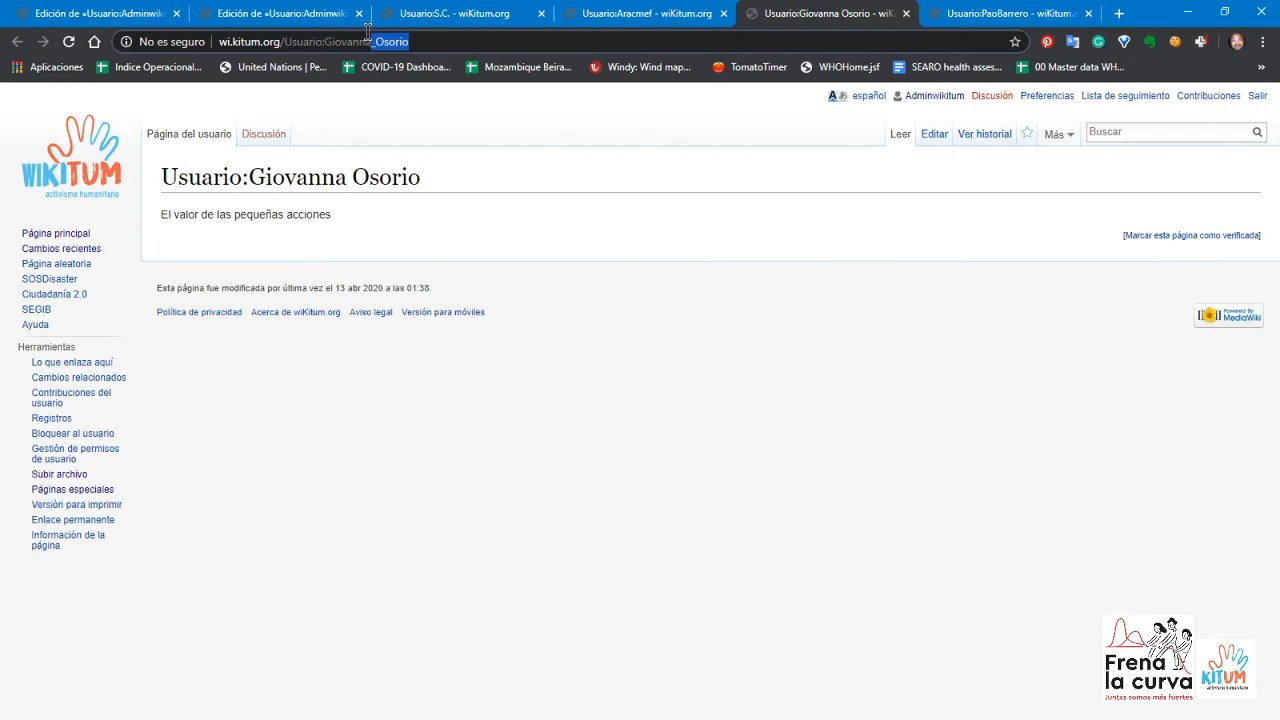 Edición de «Usuario:Adminwiki
Edición de «Usuario:Adminwiki
Usuario:S.C. - wiKitum.org
Usuario:Aracmef - wiKitum.org
Usuario:Giovanna Osorio - wiK
Usuario:PaoBarrero - wiKitum.o
No es seguro
wi.kitum.org/Usuario:Giovanna_Osorio
Aplicaciones
Indice Operacional...
United Nations | Pe...
COVID-19 Dashboa...
Mozambique Beira...
Windy: Wind map...
TomatoTimer
WHOHome.jsf
SEARO health asses...
00 Master data WH...
»
español
Adminwikitum
Discusión
Preferencias
Lista de seguimiento
Contribuciones
Salir
WIKITUM
activismo humanitario
Página del usuario
Discusión
Leer
Editar
Ver historial
Más
Buscar
Usuario:Giovanna Osorio
El valor de las pequeñas acciones
[Marcar esta página como verificada]
Página principal
Cambios recientes
Página aleatoria
SOSDisaster
Ciudadanía 2.0
SEGIB
Ayuda
Herramientas
Lo que enlaza aquí
Cambios relacionados
Contribuciones del
usuario
Registros
Bloquear al usuario
Gestión de permisos
de usuario
Subir archivo
Páginas especiales
Versión para imprimir
Enlace permanente
Información de la
página
Esta página fue modificada por última vez el 13 abr 2020 a las 01:38.
Política de privacidad
Acerca de wiKitum.org
Aviso legal
Versión para móviles
Powered By
MediaWiki
Frena
la curva
Juntxs somos más fuertes
KITUM
activismo humanitario